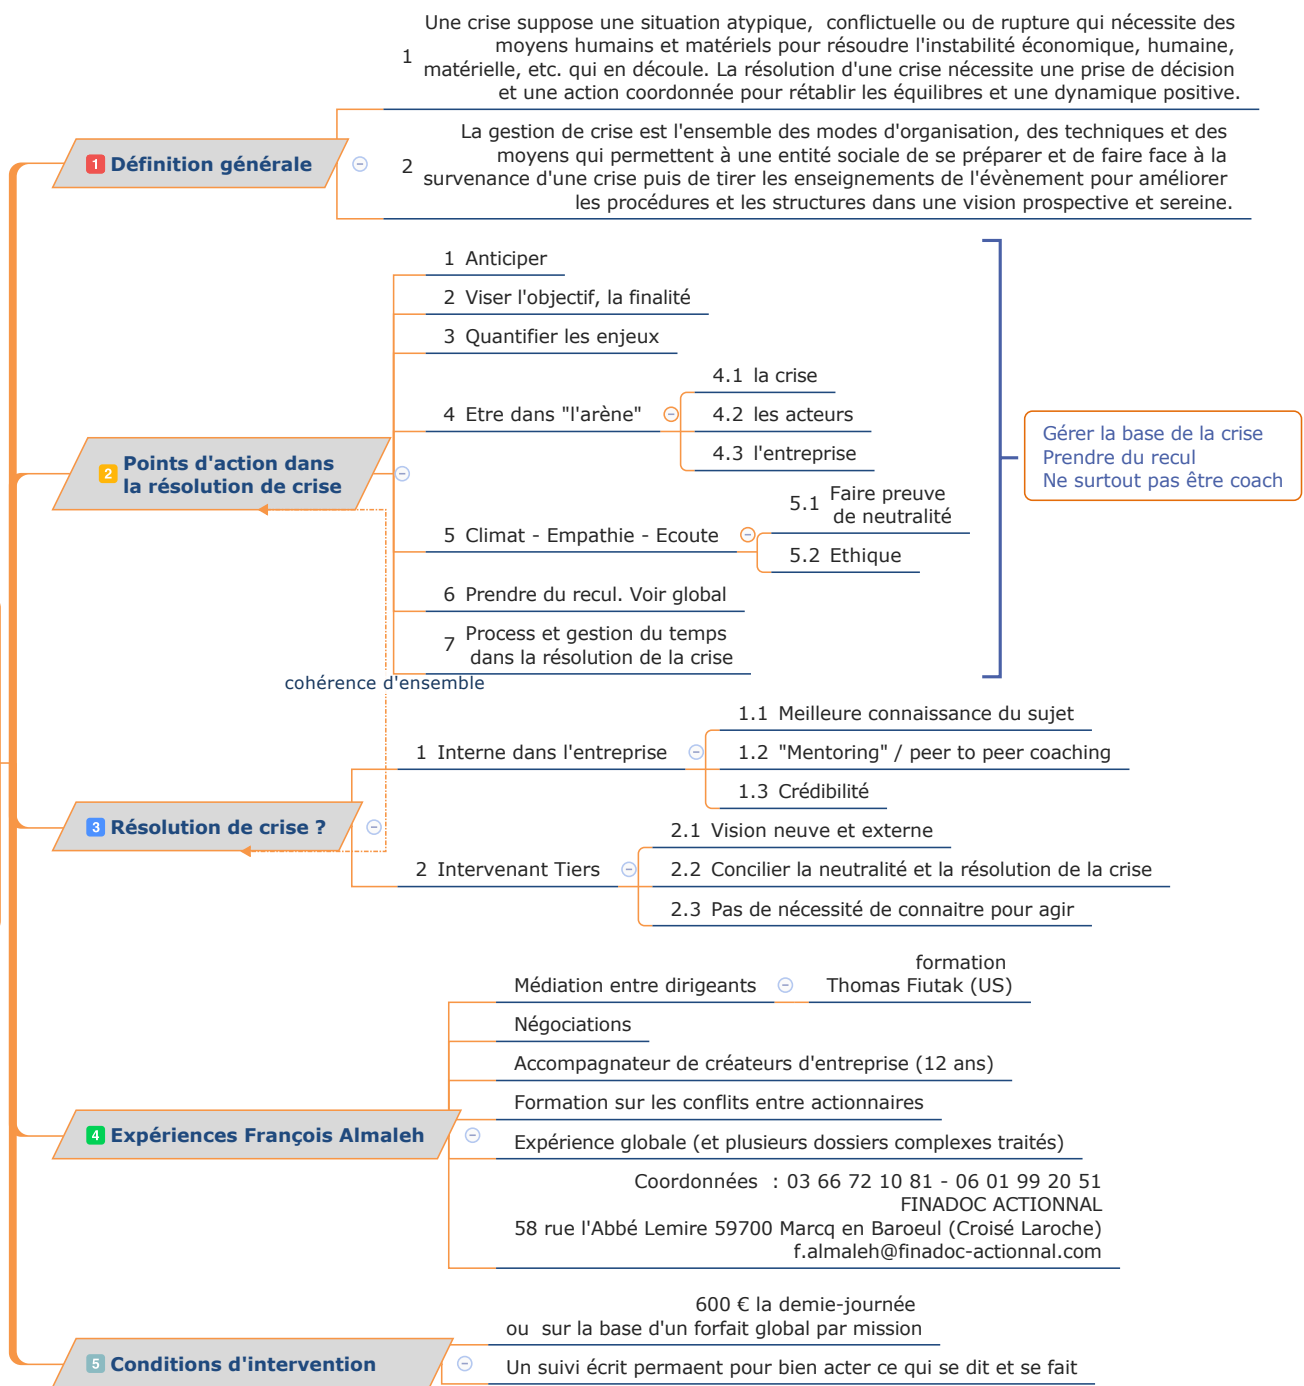 Une crise suppose une situation atypique,  conflictuelle ou de rupture qui nécessite des
moyens humains et matériels pour résoudre l'instabilité économique, humaine,
1
matérielle, etc. qui en découle. La résolution d'une crise nécessite une prise de décision
et une action coordonnée pour rétablir les équilibres et une dynamique positive.
1 Définition générale
La gestion de crise est l'ensemble des modes d'organisation, des techniques et des
moyens qui permettent à une entité sociale de se préparer et de faire face à la
2
survenance d'une crise puis de tirer les enseignements de l'évènement pour améliorer
les procédures et les structures dans une vision prospective et sereine.
2 Points d'action dans
la résolution de crise
1 Anticiper
2 Viser l'objectif, la finalité
3 Quantifier les enjeux
4 Etre dans "l'arène"
4.1 la crise
4.2 les acteurs
4.3 l'entreprise
5 Climat - Empathie - Ecoute
5.1 Faire preuve
de neutralité
5.2 Ethique
6 Prendre du recul. Voir global
7 Process et gestion du temps
dans la résolution de la crise
Gérer la base de la crise
Prendre du recul
Ne surtout pas être coach
cohérence d'ensemble
3 Résolution de crise ?
1 Interne dans l'entreprise
1.1 Meilleure connaissance du sujet
1.2 "Mentoring" / peer to peer coaching
1.3 Crédibilité
2 Intervenant Tiers
2.1 Vision neuve et externe
2.2 Concilier la neutralité et la résolution de la crise
2.3 Pas de nécessité de connaitre pour agir
4 Expériences François Almaleh
Médiation entre dirigeants
formation
Thomas Fiutak (US)
Négociations
Accompagnateur de créateurs d'entreprise (12 ans)
Formation sur les conflits entre actionnaires
Expérience globale (et plusieurs dossiers complexes traités)
Coordonnées  : 03 66 72 10 81 - 06 01 99 20 51
FINADOC ACTIONNAL
58 rue l'Abbé Lemire 59700 Marcq en Baroeul (Croisé Laroche)
f.almaleh@finadoc-actionnal.com
5 Conditions d'intervention
600 € la demie-journée
ou  sur la base d'un forfait global par mission
Un suivi écrit permaent pour bien acter ce qui se dit et se fait